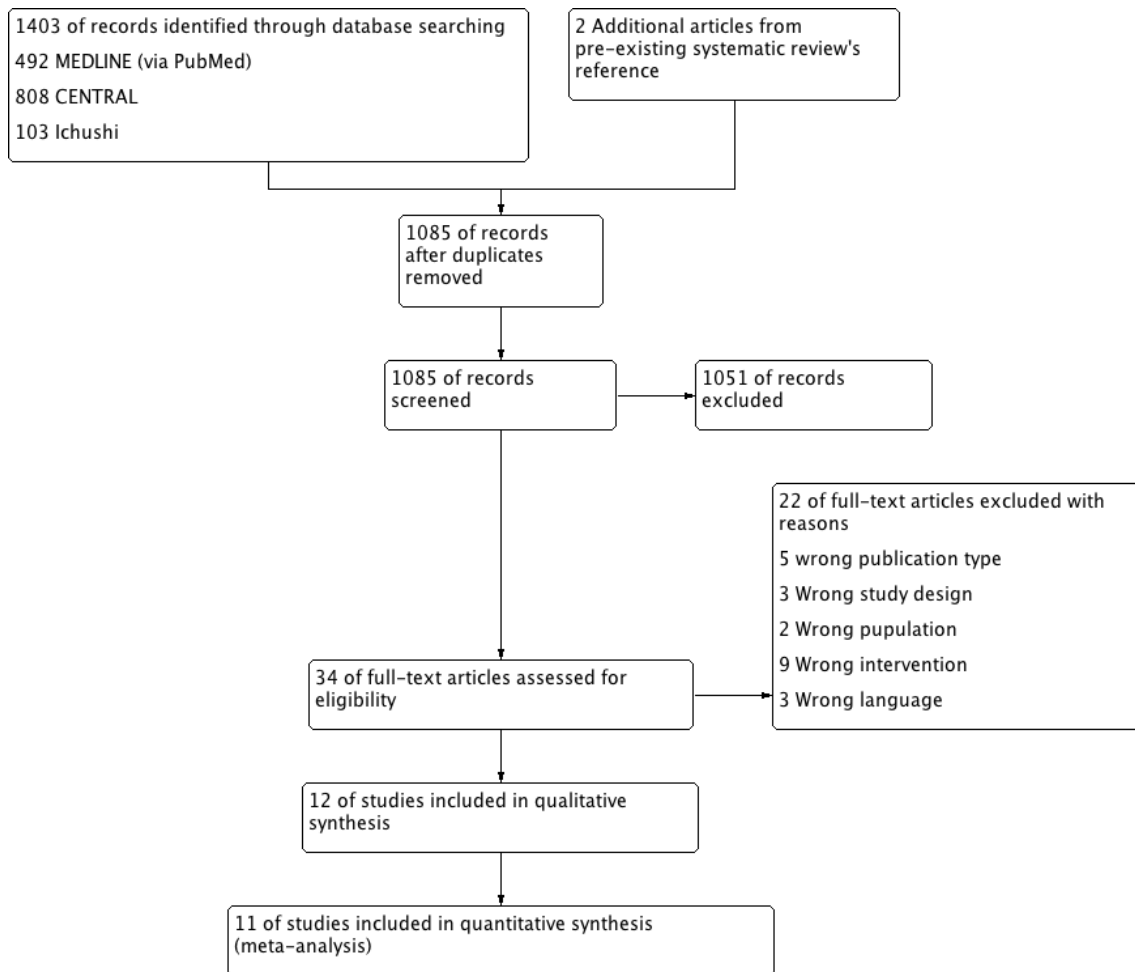 1403 of records identified through database searching
492 MEDLINE (via PubMed)
808 CENTRAL
103 Ichushi
2 Additional articles from
pre-existing systematic review's
reference
1085 of records
after duplicates
removed
1085 of records
screened
1051 of records
excluded
22 of full-text articles excluded with
reasons
5 wrong publication type
3 Wrong study design
2 Wrong pupulation
9 Wrong intervention
3 Wrong language
34 of full-text articles assessed for
eligibility
12 of studies included in qualitative
synthesis
11 of studies included in quantitative synthesis
(meta-analysis)